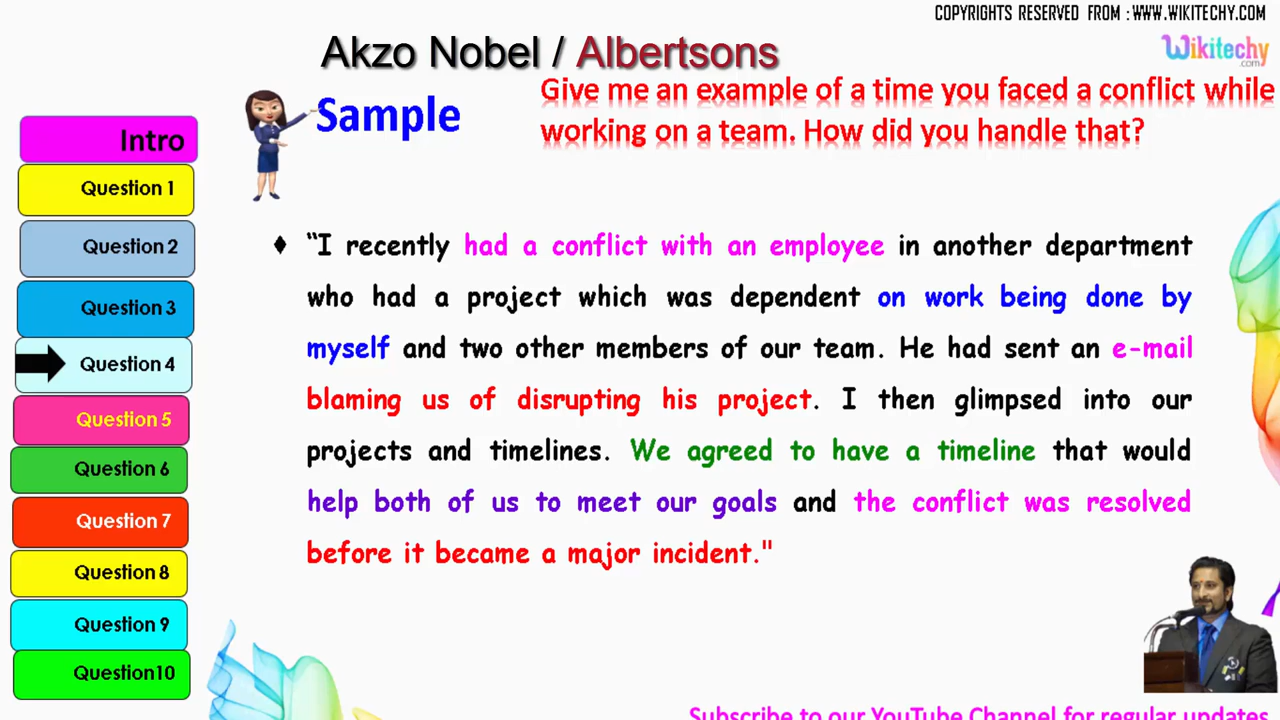 COPYRIGHTS RESERVED FROM : WWW.WIKITECHY.COM
Akzo Nobel / Albertsons
Wikitechy
.com
Sample
Give me an example of a time you faced a conflict while
working on a team. How did you handle that?
Intro
Question 1
Question 2
Question 3
Question 4
Question 5
Question 6
Question 7
Question 8
Question 9
Question10
“I recently had a conflict with an employee in another department
who had a project which was dependent on work being done by
myself and two other members of our team. He had sent an e-mail
blaming us of disrupting his project. I then glimpsed into our
projects and timelines. We agreed to have a timeline that would
help both of us to meet our goals and the conflict was resolved
before it became a major incident."
Subscribe to our YouTube Channel for regular updates